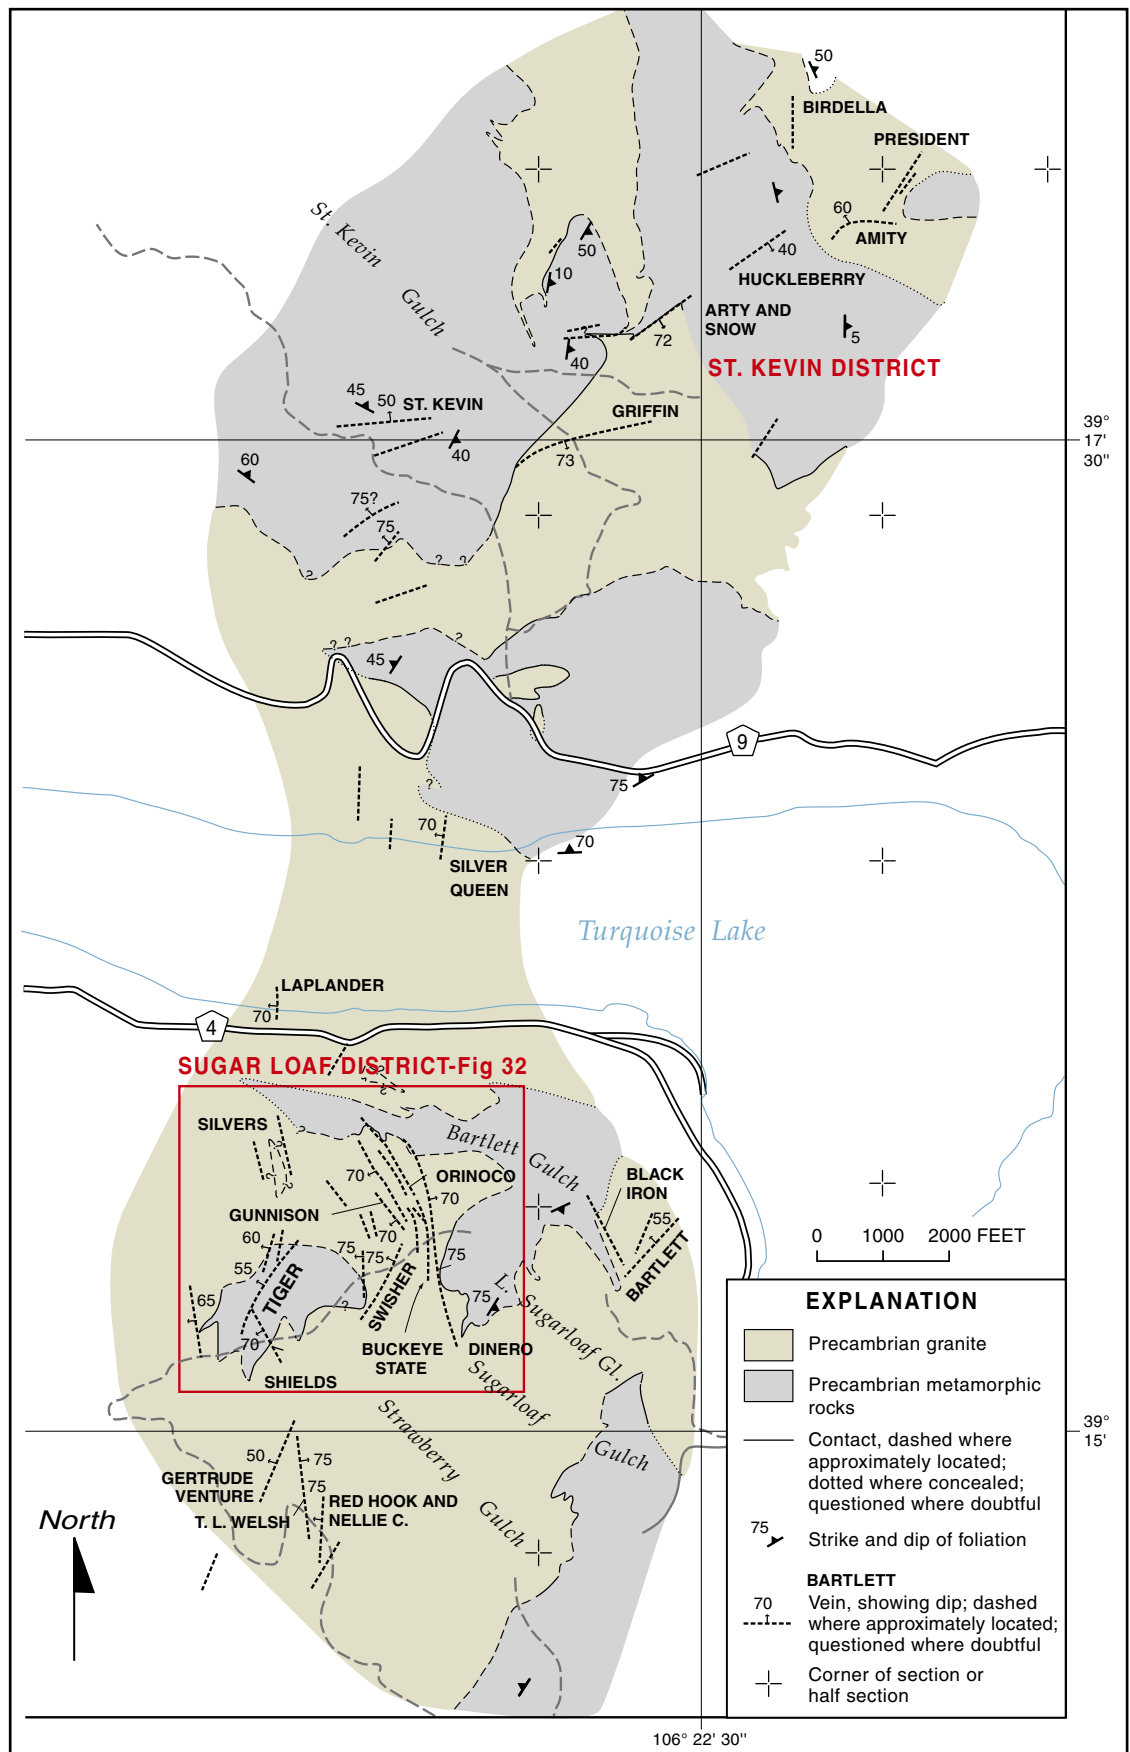 50
BIRDELLA
PRESIDENT
60
AMITY
St. Kevin
Gulch
50
10
40
HUCKLEBERRY
ARTY AND
SNOW
72
5
40
ST. KEVIN DISTRICT
45
50
ST. KEVIN
GRIFFIN
39°
17'
30"
40
73
60
75?
75
?
?
?
? ?
?
45
9
75
?
70
70
SILVER
QUEEN
Turquoise Lake
LAPLANDER
70
4
SUGAR LOAF DISTRICT-Fig 32
SILVERS
Bartlett Gulch
70
ORINOCO
70
BLACK
IRON
GUNNISON
55
60
70
75
75
75
55
TIGER
SWISHER
BARTLETT
65
75
L. Sugarloaf Gl.
?
70
BUCKEYE
STATE
DINERO
SHIELDS
Sugarloaf
Gulch
Strawberry
Gulch
0 1000 2000 FEET
39°
15'
50
75
GERTRUDE
VENTURE
75
T. L. WELSH
RED HOOK AND
NELLIE C.
North
EXPLANATION
Precambrian granite
Precambrian metamorphic
rocks
Contact, dashed where
approximately located;
dotted where concealed;
questioned where doubtful
75
Strike and dip of foliation
BARTLETT
70
Vein, showing dip; dashed
where approximately located;
questioned where doubtful
Corner of section or
half section
106° 22' 30"